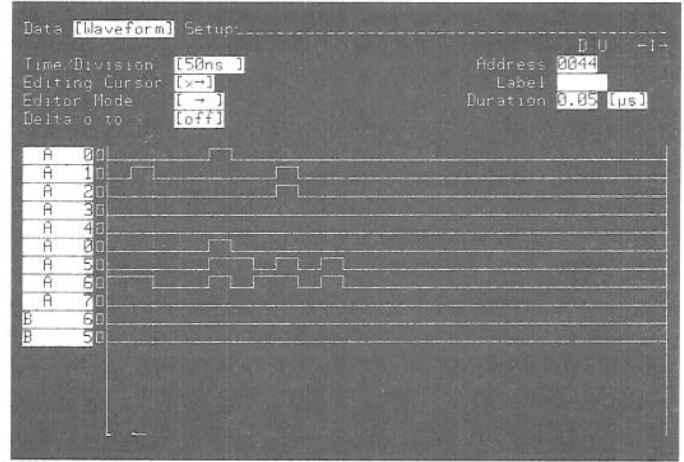 Data [Waveform] Setup:
D U ←I→
Time/Division [50ns ] Address 0044
Editing Cursor [x→] Label
Editor Mode [ → ] Duration 0.05 [µs]
Delta o to x [off]
A 0
A 1
A 2
A 3
A 4
A 0
A 5
A 6
A 7
B 6
B 5